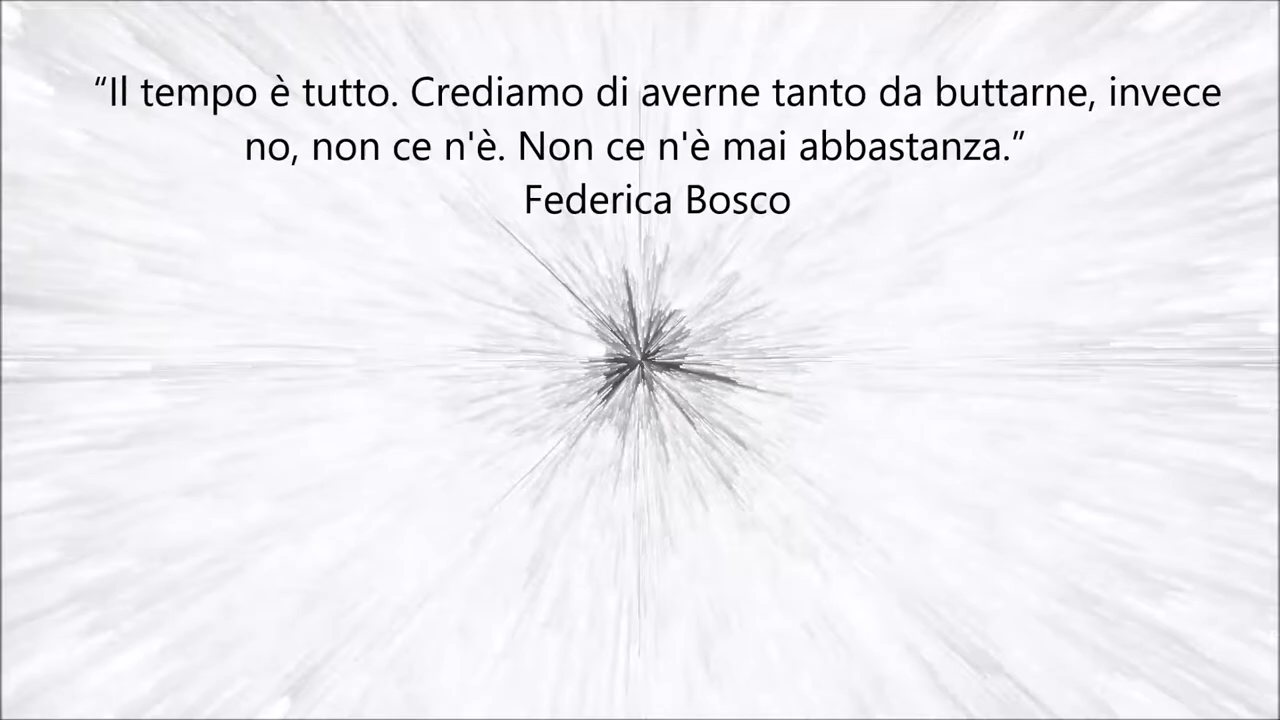 “Il tempo è tutto. Crediamo di averne tanto da buttarne, invece
no, non ce n'è. Non ce n'è mai abbastanza.”
Federica Bosco